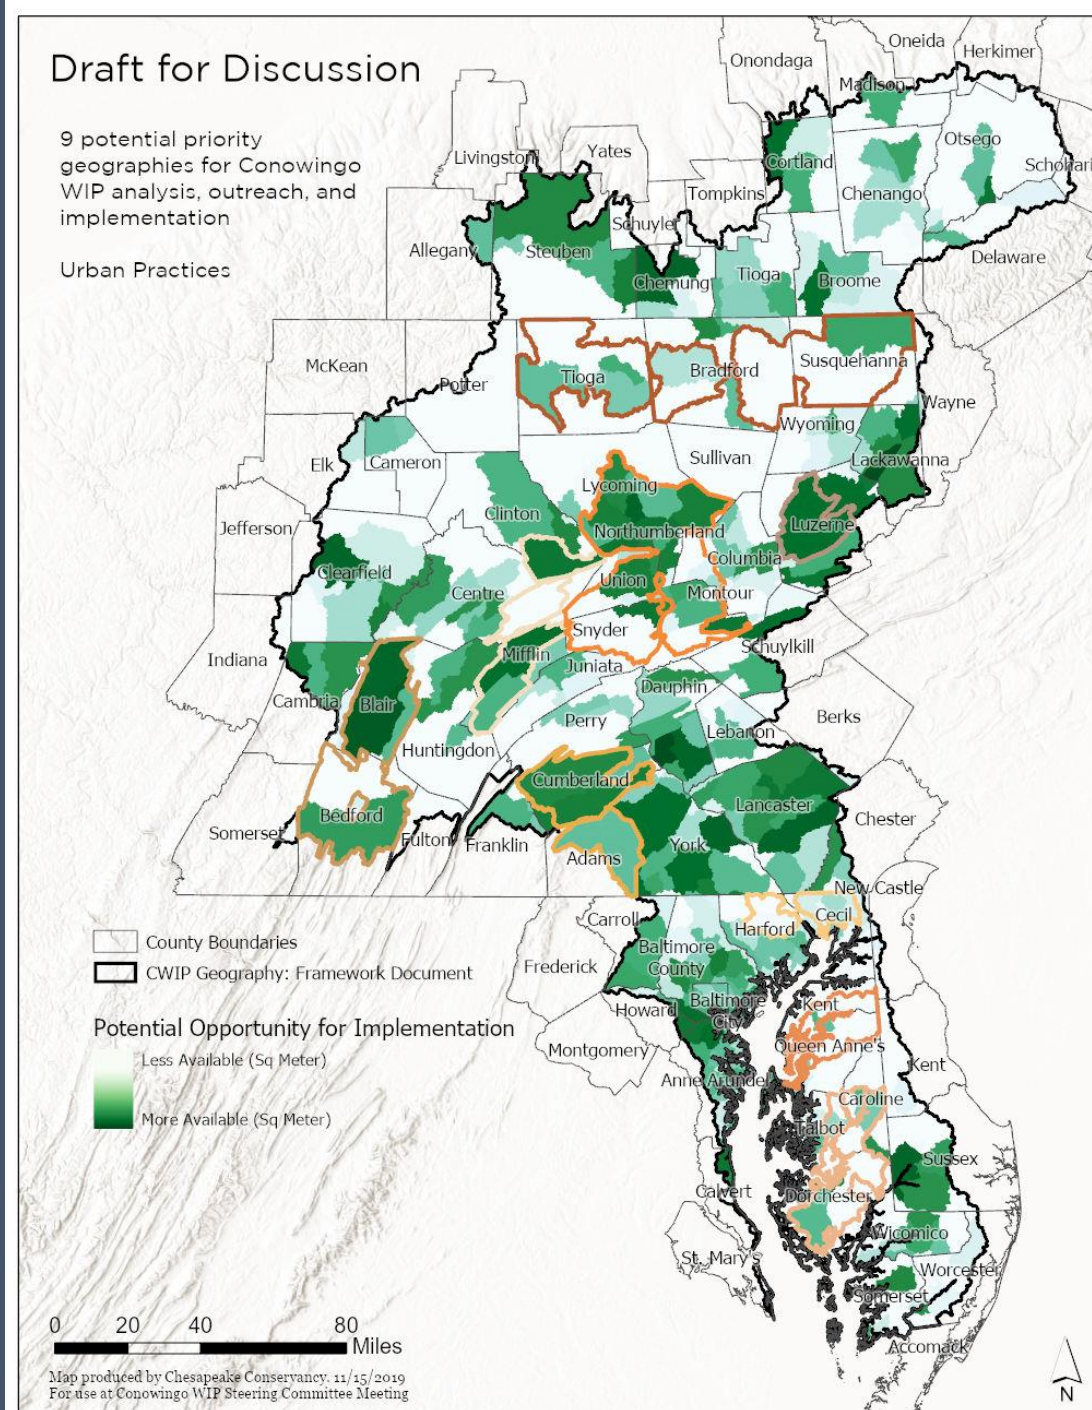 Draft for Discussion
9 potential priority
geographies for Conowingo
WIP analysis, outreach, and
implementation
Urban Practices
Oneida
Herkimer
Onondaga
Madison
Livingston
Yates
Cortland
Otsego
Schohari
Tompkins
Chenango
Schuyler
Allegany
Steuben
Delaware
Chemung
Tioga
Broome
McKean
Potter
Tioga
Bradford
Susquehanna
Wayne
Wyoming
Elk
Cameron
Sullivan
Lackawanna
Lycoming
Clinton
Jefferson
Northumberland
Luzerne
Columbia
Clearfield
Centre
Union
Montour
Snyder
Indiana
Mifflin
Juniata
Schuylkill
Cambria
Blair
Dauphin
Perry
Berks
Huntingdon
Lebanon
Cumberland
Lancaster
Bedford
Somerset
Fulton
Franklin
Adams
York
Chester
New Castle
Carroll
Harford
Cecil
County Boundaries
Baltimore
County
CWIP Geography: Framework Document
Frederick
Howard
Baltimore
City
Kent
Potential Opportunity for Implementation
Less Available (Sq Meter)
More Available (Sq Meter)
Montgomery
Queen Anne's
Kent
Anne Arundel
Caroline
Talbot
Sussex
Calvert
Dorchester
Wicomico
St. Mary's
Worcester
Somerset
Accomack
0 20 40 80
Miles
Map produced by Chesapeake Conservancy. 11/15/2019
For use at Conowingo WIP Steering Committee Meeting
N